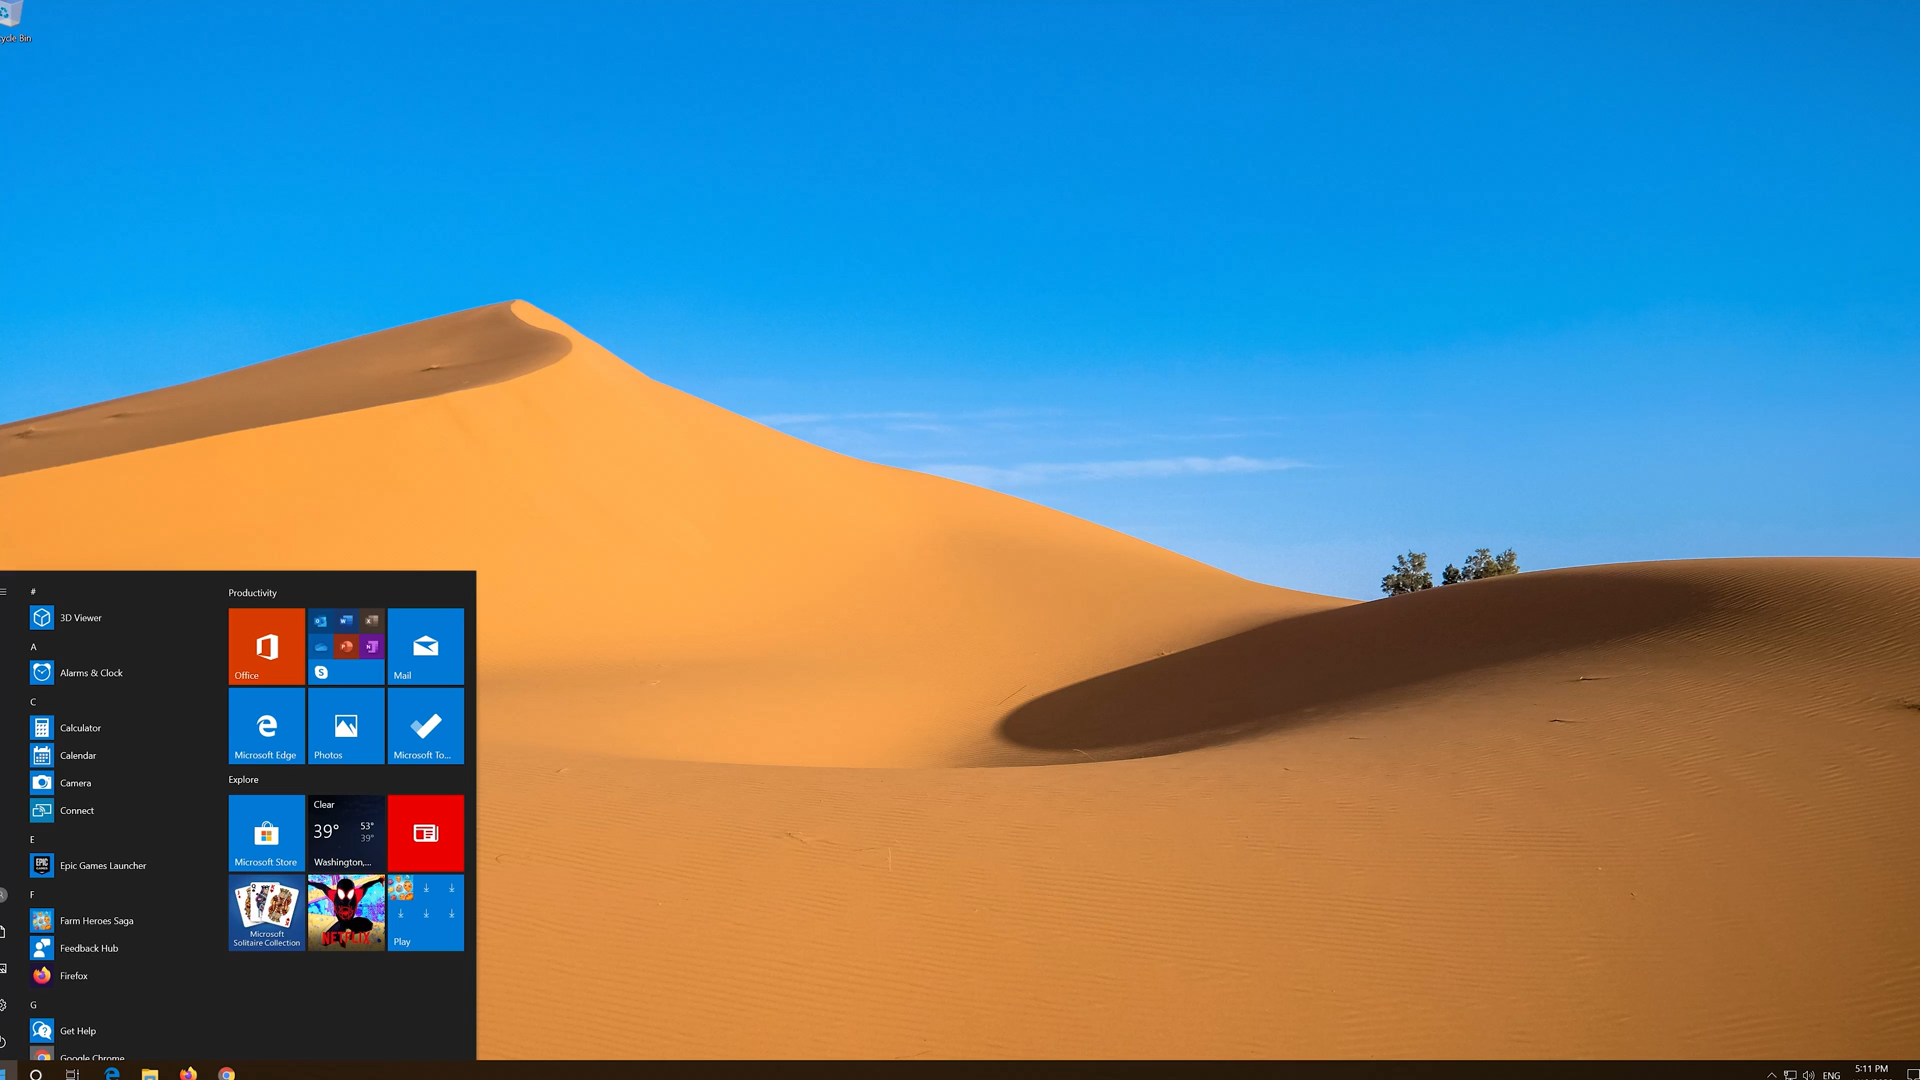 ycle Bin
#
3D Viewer
A
Alarms & Clock
C
Calculator
Calendar
Camera
Connect
E
EPIC
Epic Games Launcher
F
Farm Heroes Saga
Feedback Hub
Firefox
G
Get Help
Google Chrome
Productivity
Office
Mail
Microsoft Edge
Photos
Microsoft To...
Explore
Microsoft Store
Clear
39° 53°
39°
Washington,...
Microsoft
Solitaire Collection
NETFLIX
Play
ENG
5:11 PM